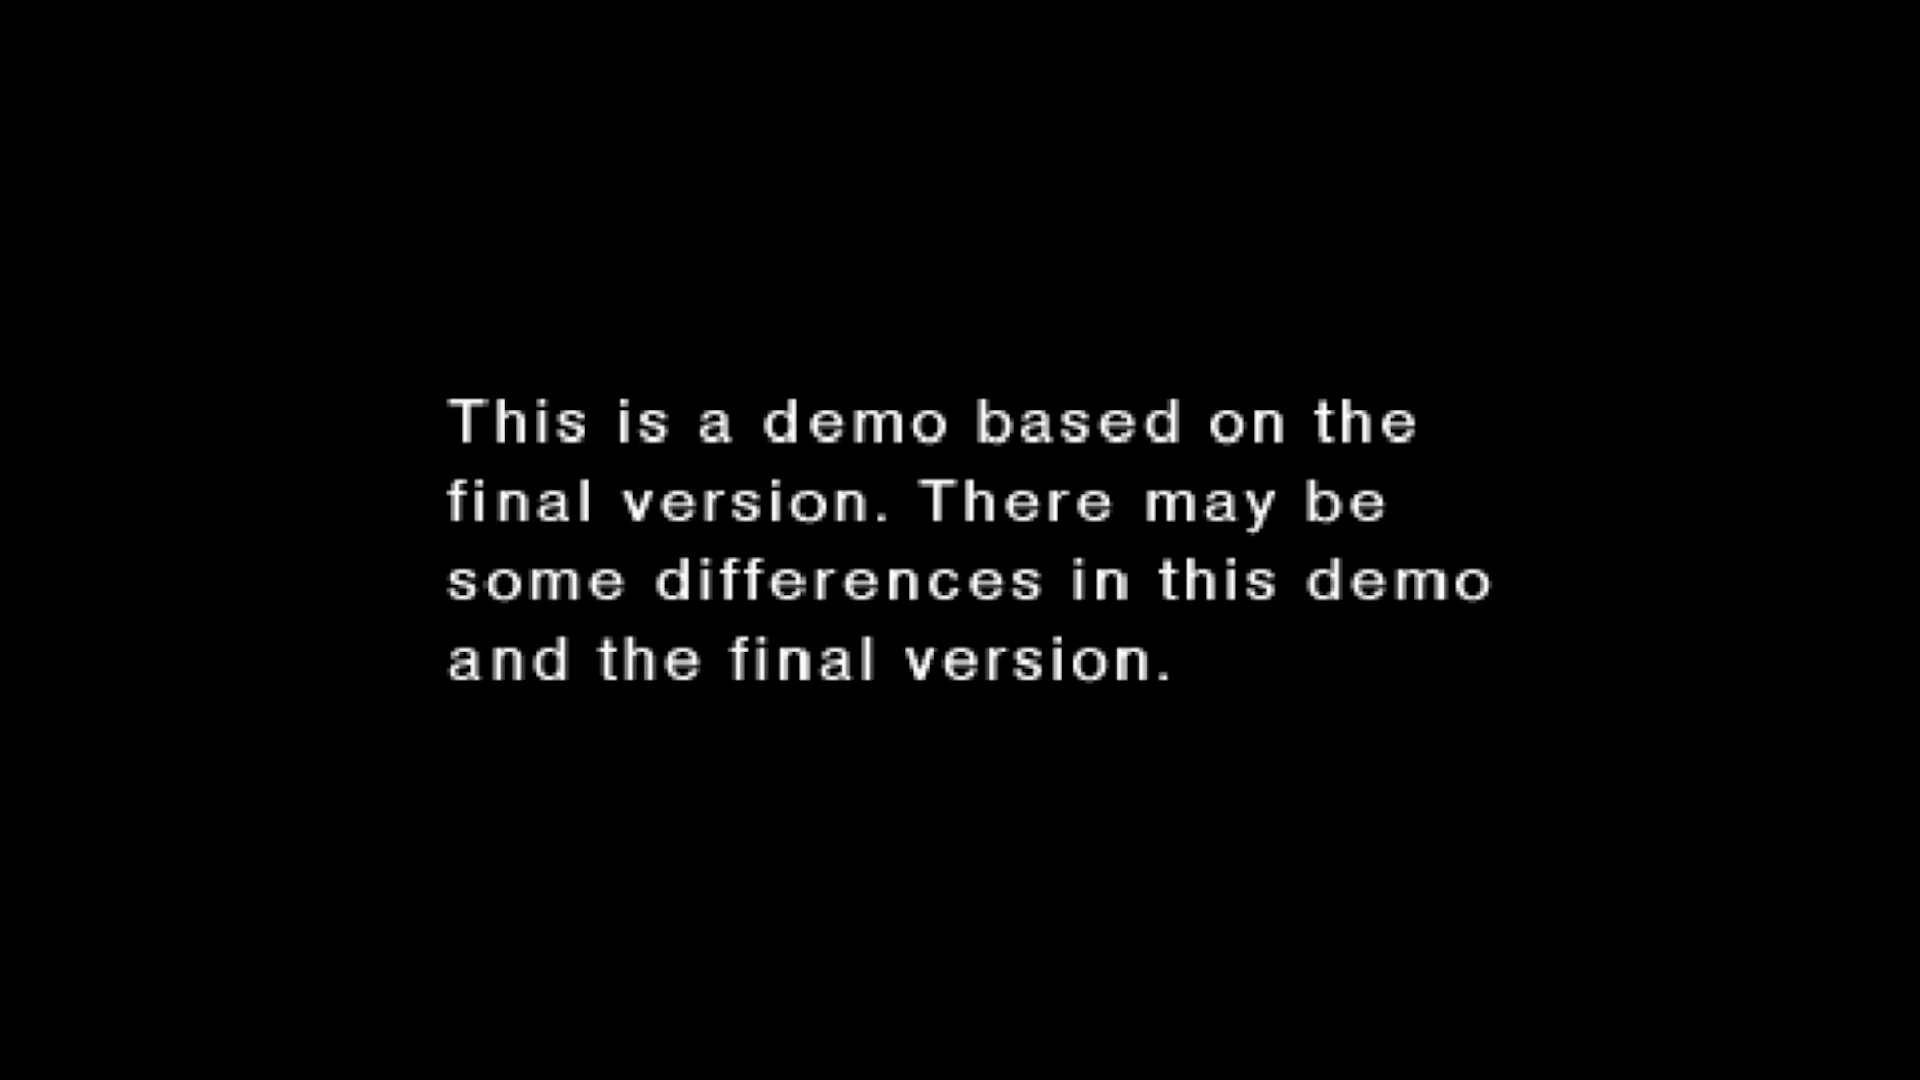 This is a demo based on the
final version. There may be
some differences in this demo
and the final version.